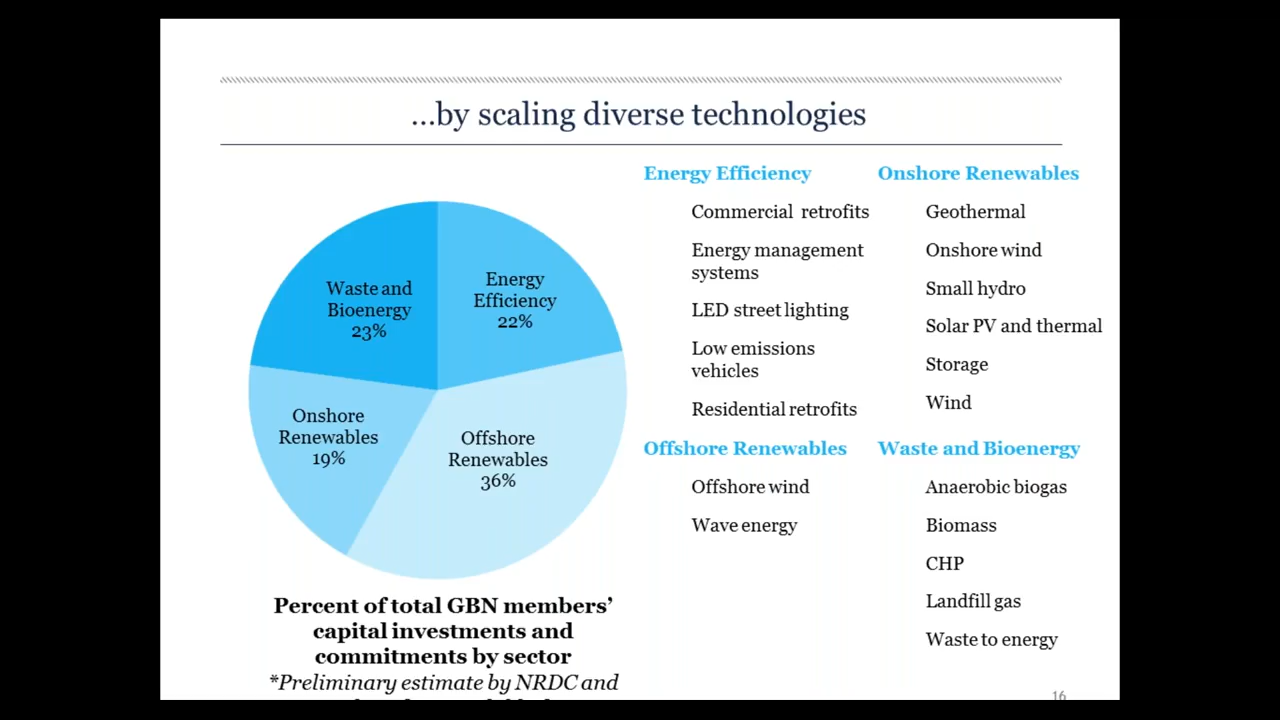 ...by scaling diverse technologies
Waste and
Bioenergy
23%
Energy
Efficiency
22%
Onshore
Renewables
19%
Offshore
Renewables
36%
Percent of total GBN members’
capital investments and
commitments by sector
*Preliminary estimate by NRDC and
Energy Efficiency
Commercial retrofits
Energy management
systems
LED street lighting
Low emissions
vehicles
Residential retrofits
Onshore Renewables
Geothermal
Onshore wind
Small hydro
Solar PV and thermal
Storage
Wind
Offshore Renewables
Offshore wind
Wave energy
Waste and Bioenergy
Anaerobic biogas
Biomass
CHP
Landfill gas
Waste to energy
16